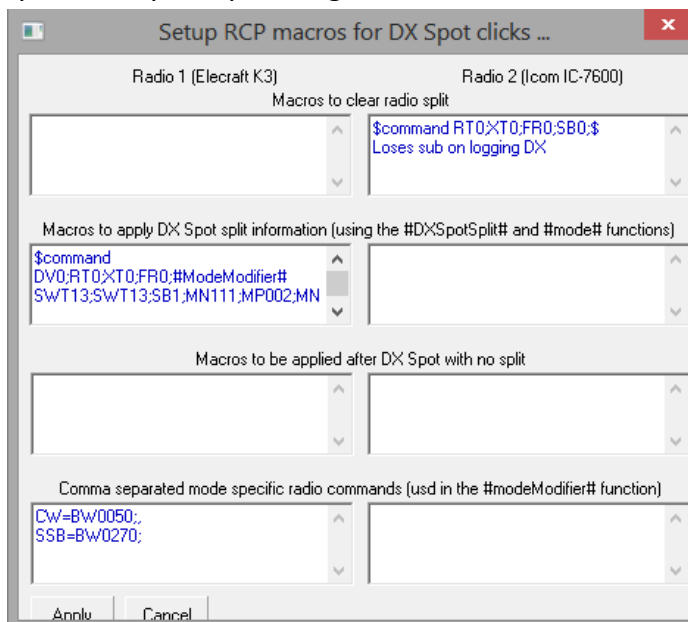 Setup RCP macros for DX Spot clicks ...
Radio 1 (Elecraft K3) Radio 2 (Icom IC-7600)
Macros to clear radio split
$command RT0;XT0;FR0;SB0;$
Loses sub on logging DX
Macros to apply DX Spot split information (using the #DXSpotSplit# and #mode# functions)
$command
DV0;RT0;XT0;FR0;#ModeModifier#
SWT13;SWT13;SB1;MN111;MP002;MN
Macros to be applied after DX Spot with no split
Comma separated mode specific radio commands (usd in the #modeModifier# function)
CW=BW0050;,
SSB=BW0270;
Apply Cancel